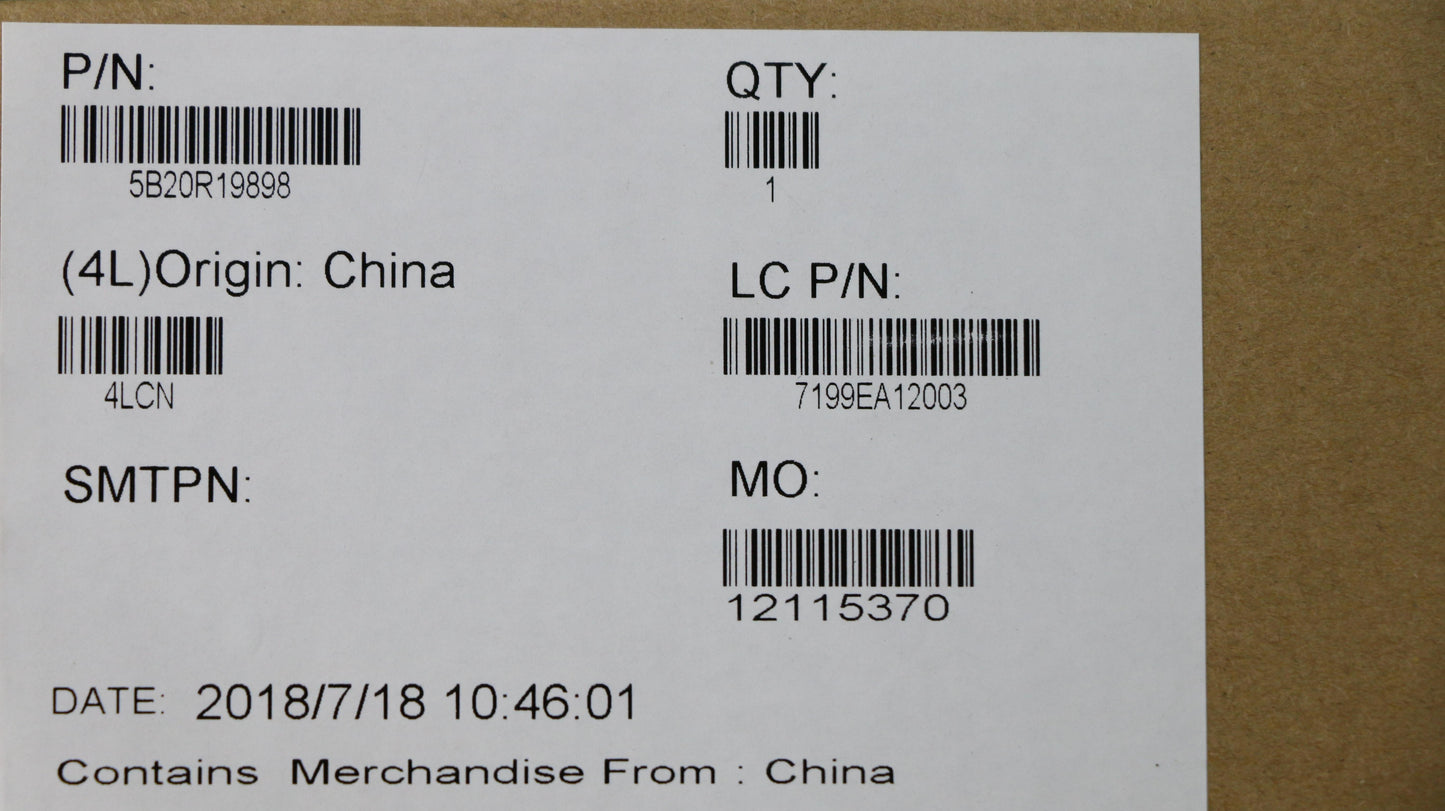 P/N:
5B20R19898
QTY:
1
(4L)Origin: China
4LCN
LC P/N:
7199EA12003
SMTPN:
MO:
12115370
DATE: 2018/7/18 10:46:01
Contains Merchandise From : China